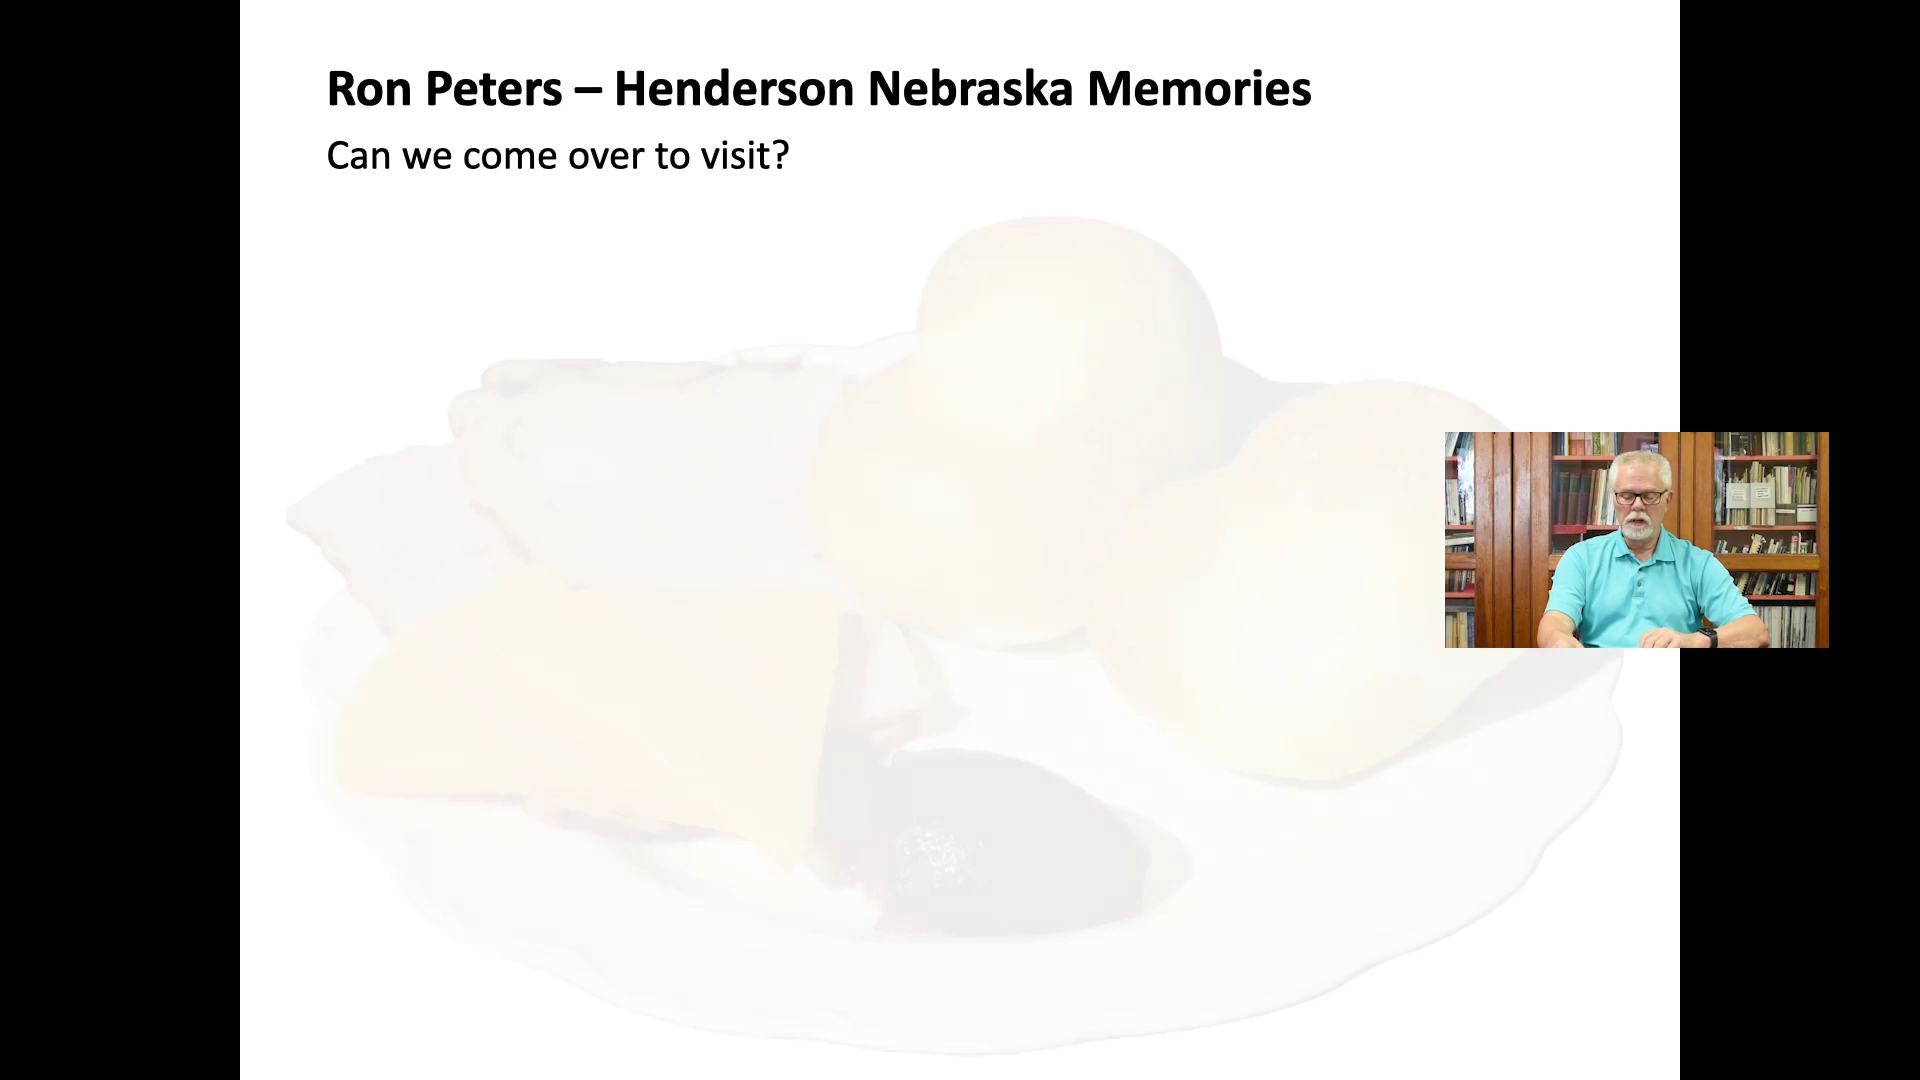 Ron Peters – Henderson Nebraska Memories
Can we come over to visit?